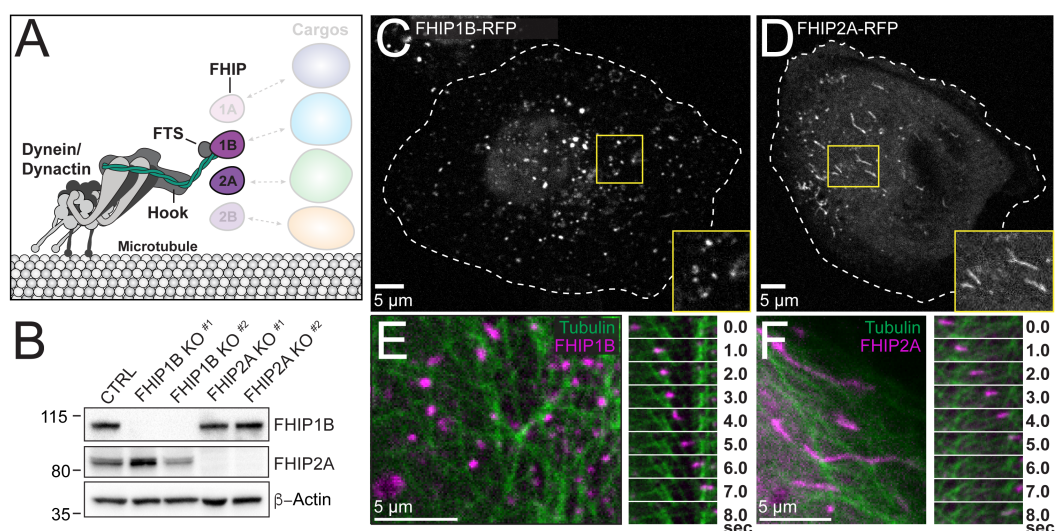 A
Cargos
FHIP
1A
FTS
1B
Dynein/
Dynactin
2A
Hook
2B
Microtubule
B
CTRL
FHIP1B KO #1
FHIP1B KO #2
FHIP2A KO #1
FHIP2A KO #2
115
FHIP1B
80
FHIP2A
35
β–Actin
C
FHIP1B-RFP
5 μm
D
FHIP2A-RFP
5 μm
E
Tubulin
FHIP1B
5 μm
0.0
1.0
2.0
3.0
4.0
5.0
6.0
7.0
8.0
sec
F
Tubulin
FHIP2A
5 μm
0.0
1.0
2.0
3.0
4.0
5.0
6.0
7.0
8.0
sec